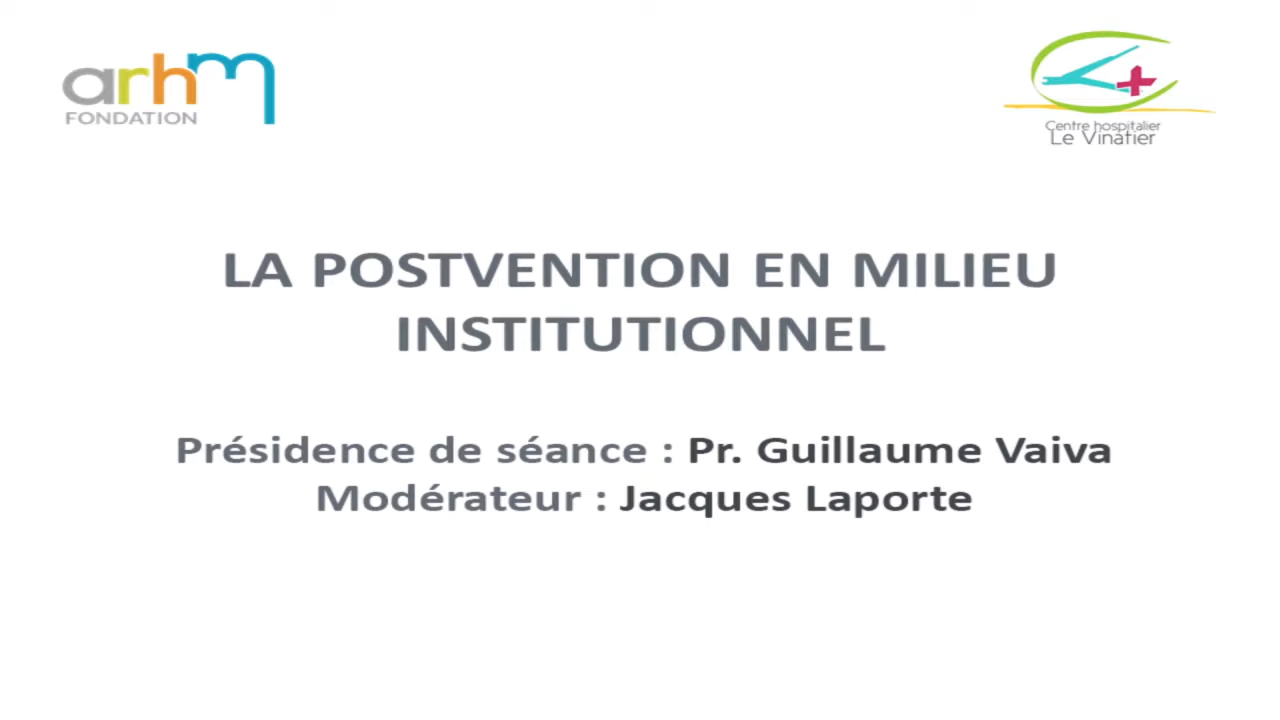 arhm
FONDATION
Centre hospitalier
Le Vinatier
LA POSTVENTION EN MILIEU
INSTITUTIONNEL
Présidence de séance : Pr. Guillaume Vaiva
Modérateur : Jacques Laporte